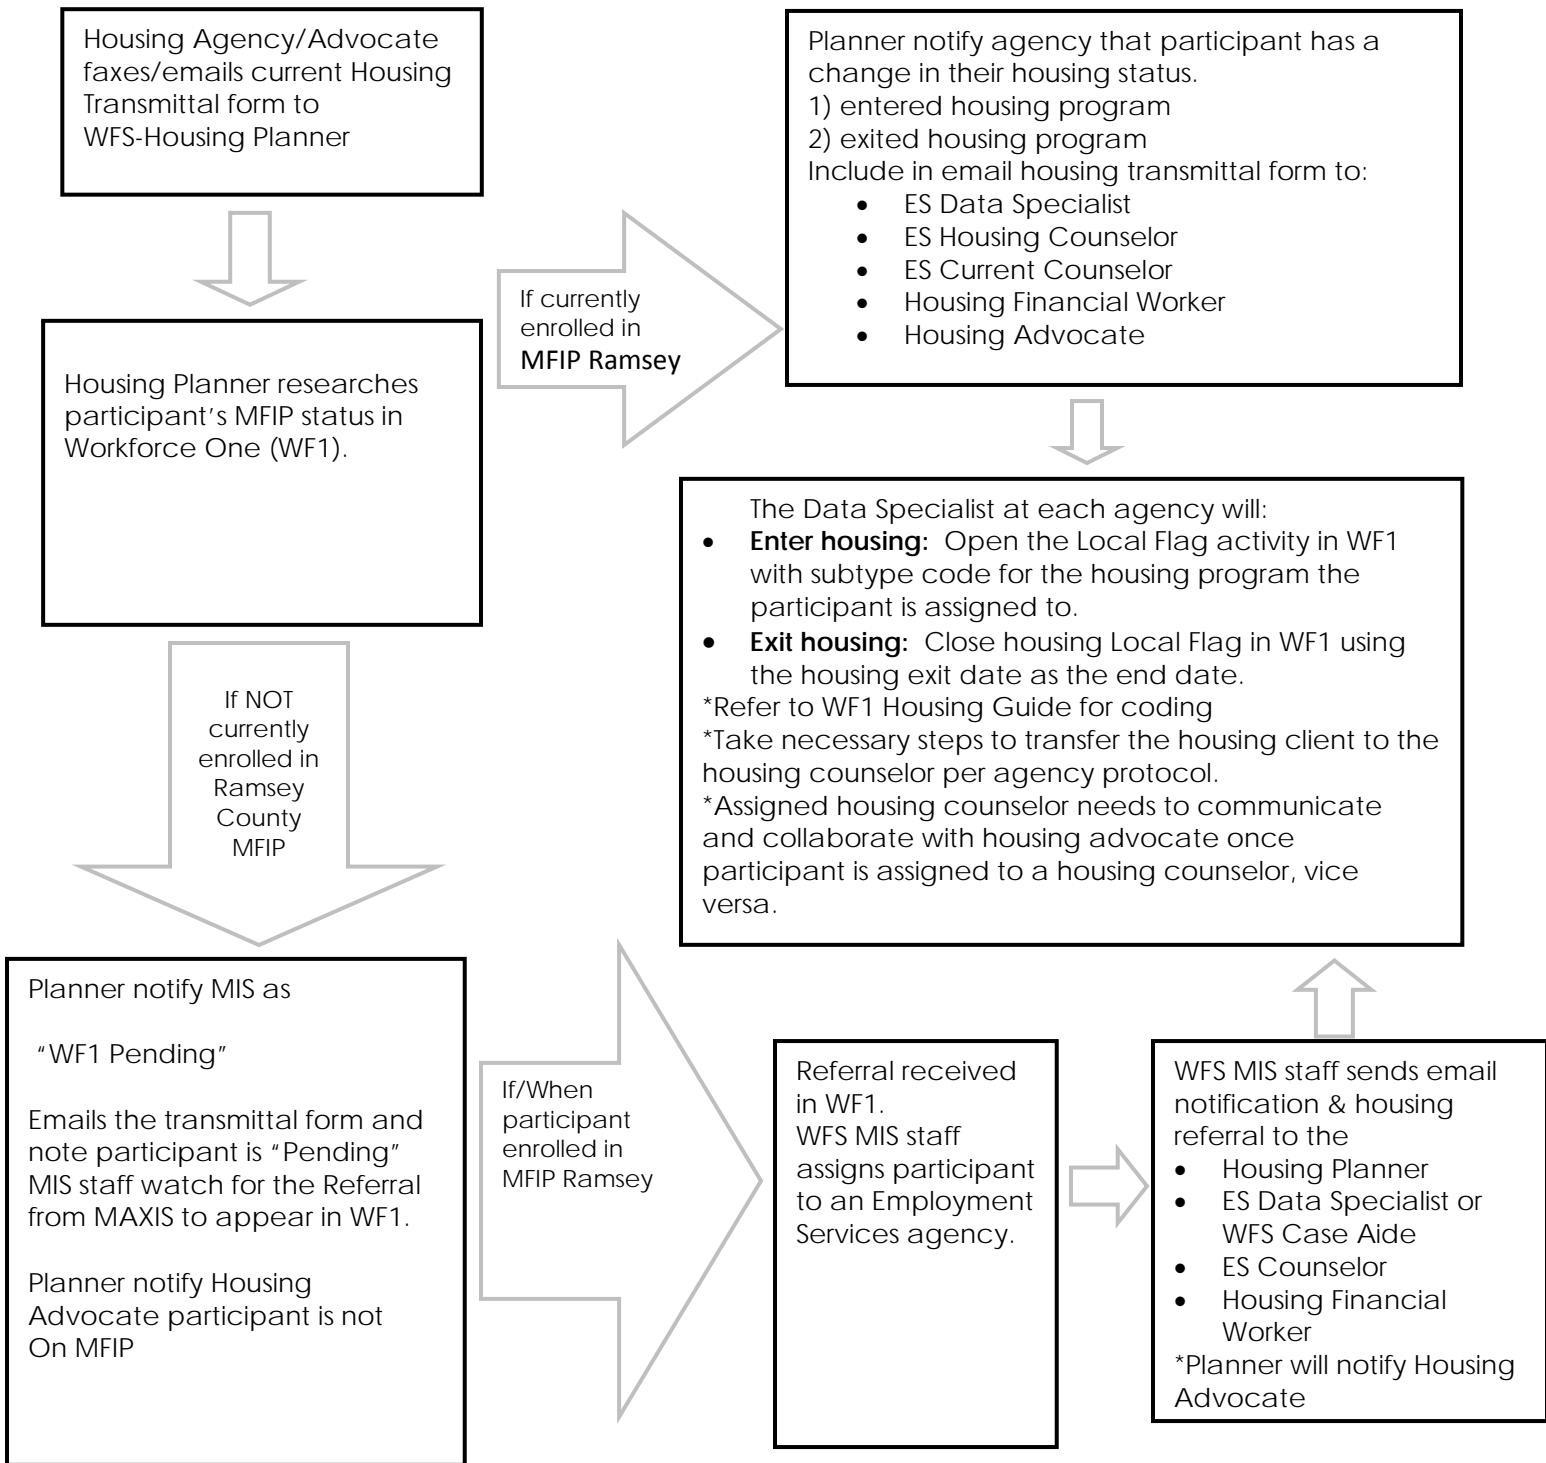 Housing Agency/Advocate
faxes/emails current Housing
Transmittal form to
WFS-Housing Planner
Housing Planner researches
participant's MFIP status in
Workforce One (WF1).
If currently
enrolled in
MFIP Ramsey
Planner notify agency that participant has a
change in their housing status.
1) entered housing program
2) exited housing program
Include in email housing transmittal form to:
• ES Data Specialist
• ES Housing Counselor
• ES Current Counselor
• Housing Financial Worker
• Housing Advocate
The Data Specialist at each agency will:
• Enter housing: Open the Local Flag activity in WF1
with subtype code for the housing program the
participant is assigned to.
• Exit housing: Close housing Local Flag in WF1 using
the housing exit date as the end date.
*Refer to WF1 Housing Guide for coding
*Take necessary steps to transfer the housing client to the
housing counselor per agency protocol.
*Assigned housing counselor needs to communicate
and collaborate with housing advocate once
participant is assigned to a housing counselor, vice
versa.
If NOT
currently
enrolled in
Ramsey
County
MFIP
Planner notify MIS as
"WF1 Pending"
Emails the transmittal form and
note participant is "Pending"
MIS staff watch for the Referral
from MAXIS to appear in WF1.
Planner notify Housing
Advocate participant is not
On MFIP
If/When
participant
enrolled in
MFIP Ramsey
Referral received
in WF1.
WFS MIS staff
assigns participant
to an Employment
Services agency.
WFS MIS staff sends email
notification & housing
referral to the
• Housing Planner
• ES Data Specialist or
WFS Case Aide
• ES Counselor
• Housing Financial
Worker
*Planner will notify Housing
Advocate